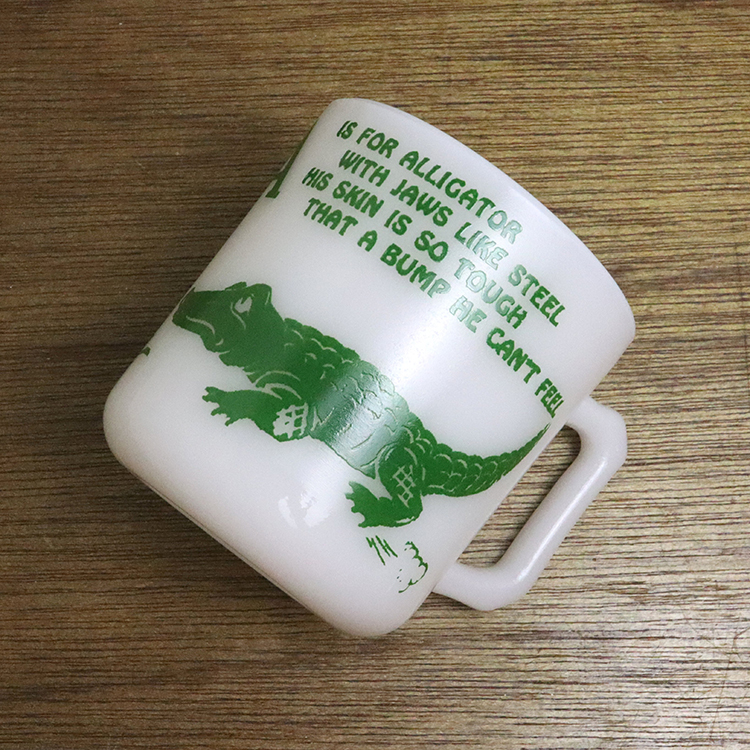 A
IS FOR ALLIGATOR
WITH JAWS LIKE STEEL
HIS SKIN IS SO TOUGH
THAT A BUMP HE CAN'T FEEL